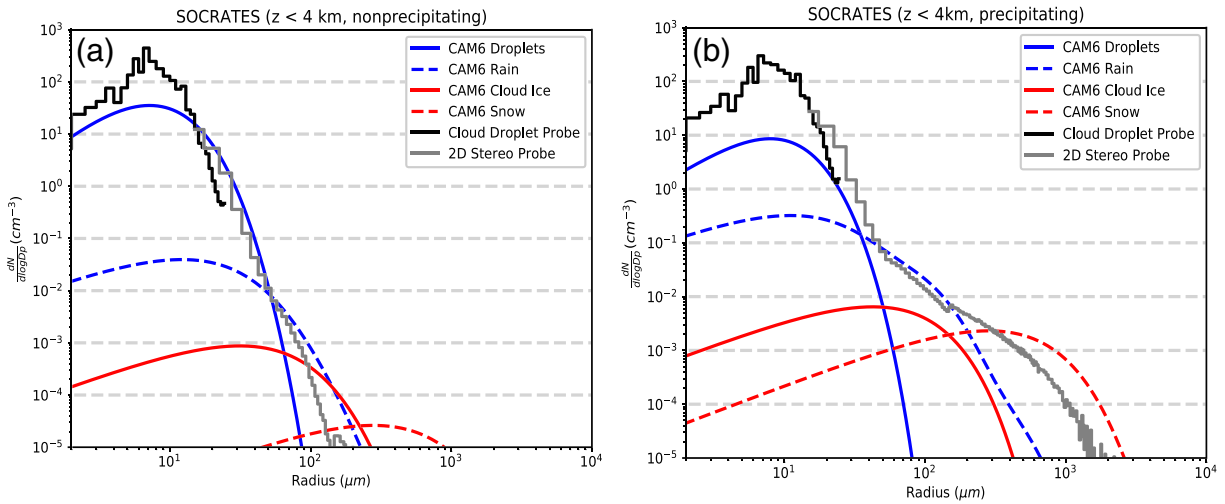 SOCRATES (z < 4 km, nonprecipitating)
(a)
CAM6 Droplets
CAM6 Rain
CAM6 Cloud Ice
CAM6 Snow
Cloud Droplet Probe
2D Stereo Probe
10³
10²
10¹
10⁰
10⁻¹
10⁻²
10⁻³
10⁻⁴
10⁻⁵
dN/dlogDp (cm⁻³)
10¹ 10² 10³ 10⁴
Radius (μm)
SOCRATES (z < 4km, precipitating)
(b)
CAM6 Droplets
CAM6 Rain
CAM6 Cloud Ice
CAM6 Snow
Cloud Droplet Probe
2D Stereo Probe
10³
10²
10¹
10⁰
10⁻¹
10⁻²
10⁻³
10⁻⁴
10⁻⁵
dN/dlogDp (cm⁻³)
10¹ 10² 10³ 10⁴
Radius (μm)